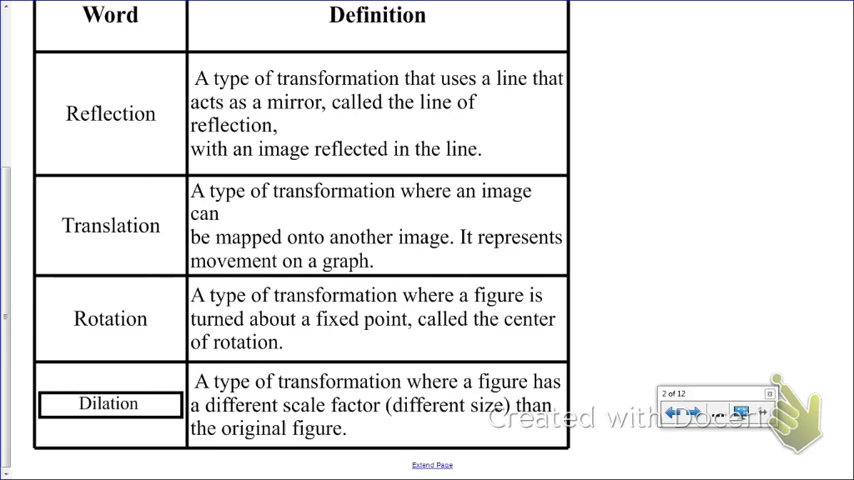 Word
Definition
Reflection
A type of transformation that uses a line that
acts as a mirror, called the line of
reflection,
with an image reflected in the line.
Translation
A type of transformation where an image
can
be mapped onto another image. It represents
movement on a graph.
Rotation
A type of transformation where a figure is
turned about a fixed point, called the center
of rotation.
Dilation
A type of transformation where a figure has
a different scale factor (different size) than
the original figure.
2 of 12
Created with
Extend Page